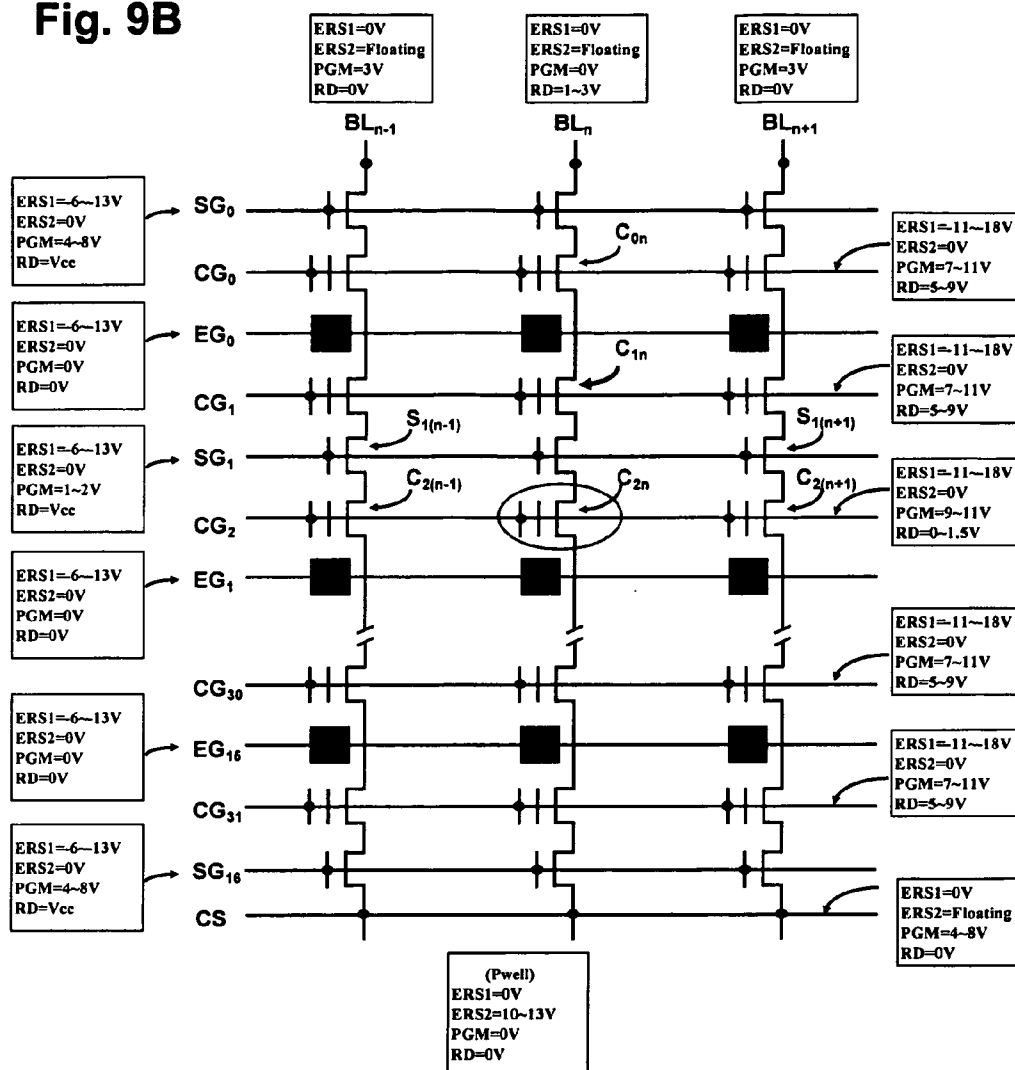 Fig. 9B
ERS1=0V
ERS2=Floating
PGM=3V
RD=0V
ERS1=0V
ERS2=Floating
PGM=0V
RD=1~3V
ERS1=0V
ERS2=Floating
PGM=3V
RD=0V
BLn-1
BLn
BLn+1
ERS1=-6~-13V
ERS2=0V
PGM=4~8V
RD=Vcc
SG0
C0n
CG0
ERS1=-11~-18V
ERS2=0V
PGM=7~11V
RD=5~9V
ERS1=-6~-13V
ERS2=0V
PGM=0V
RD=0V
EG0
C1n
CG1
ERS1=-11~-18V
ERS2=0V
PGM=7~11V
RD=5~9V
ERS1=-6~-13V
ERS2=0V
PGM=1~2V
RD=Vcc
S1(n-1)
S1(n+1)
SG1
C2(n-1)
C2n
C2(n+1)
CG2
ERS1=-11~-18V
ERS2=0V
PGM=9~11V
RD=0~1.5V
ERS1=-6~-13V
ERS2=0V
PGM=0V
RD=0V
EG1
CG30
ERS1=-11~-18V
ERS2=0V
PGM=7~11V
RD=5~9V
ERS1=-6~-13V
ERS2=0V
PGM=0V
RD=0V
EG15
CG31
ERS1=-11~-18V
ERS2=0V
PGM=7~11V
RD=5~9V
ERS1=-6~-13V
ERS2=0V
PGM=4~8V
RD=Vcc
SG16
CS
ERS1=0V
ERS2=Floating
PGM=4~8V
RD=0V
(Pwell)
ERS1=0V
ERS2=10~13V
PGM=0V
RD=0V